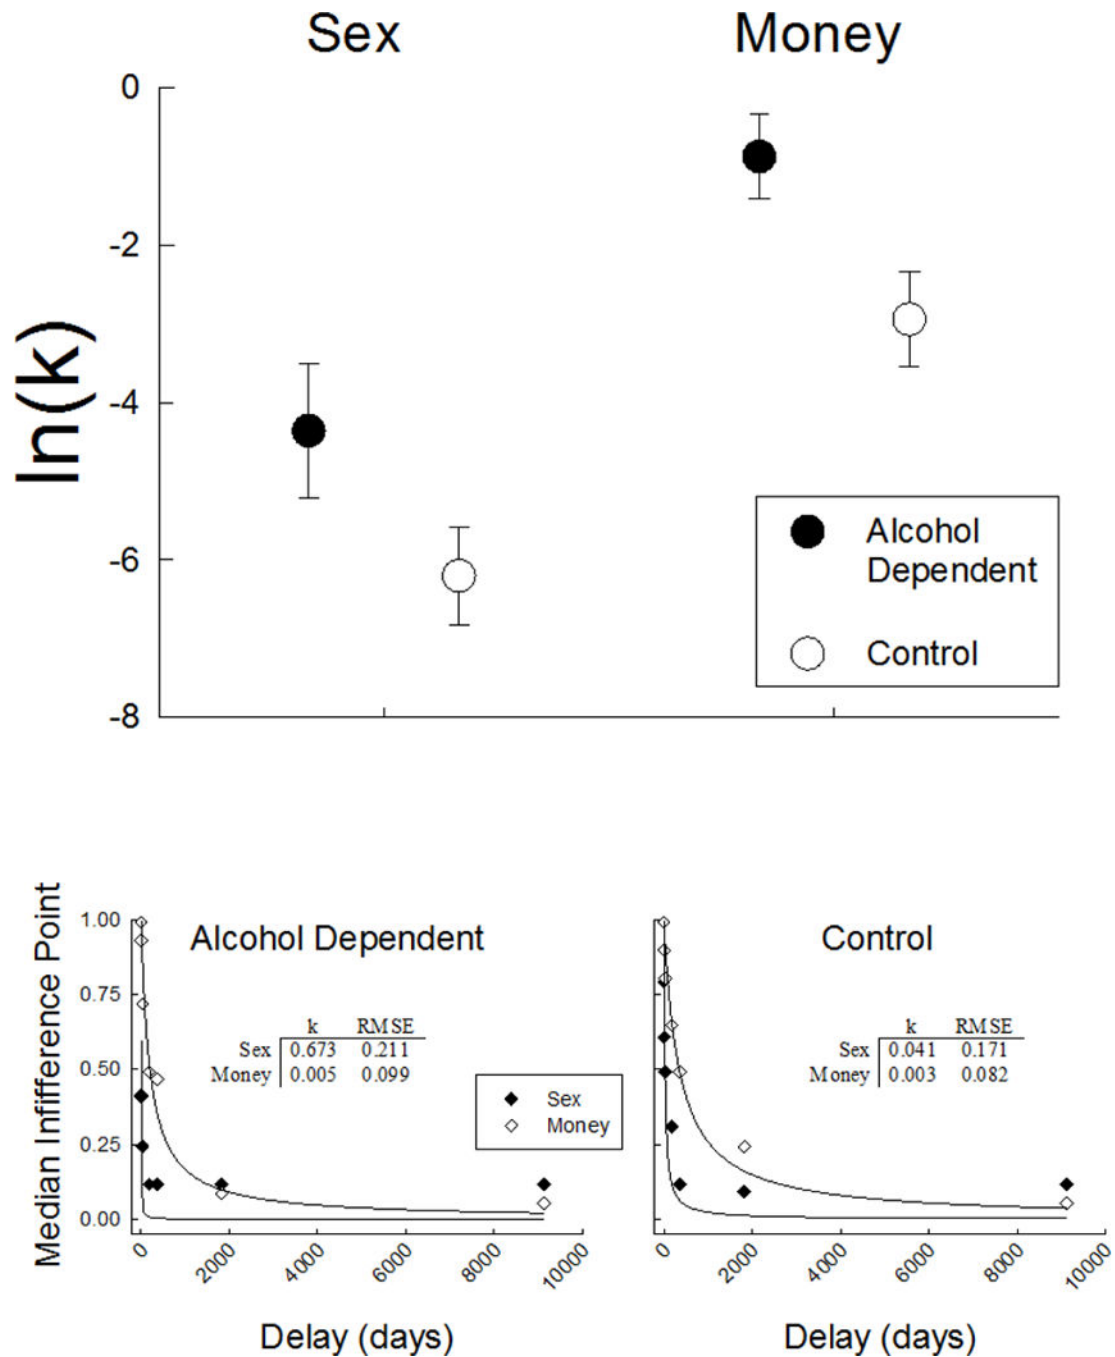 Sex Money
0
-2
-4
-6
-8
ln(k)
Alcohol
Dependent
Control
Median Infifference Point
1.00
0.75
0.50
0.25
0.00
Alcohol Dependent
k RMSE
Sex 0.673 0.211
Money 0.005 0.099
Sex
Money
0 2000 4000 6000 8000 10000
Delay (days)
Control
k RMSE
Sex 0.041 0.171
Money 0.003 0.082
0 2000 4000 6000 8000 10000
Delay (days)